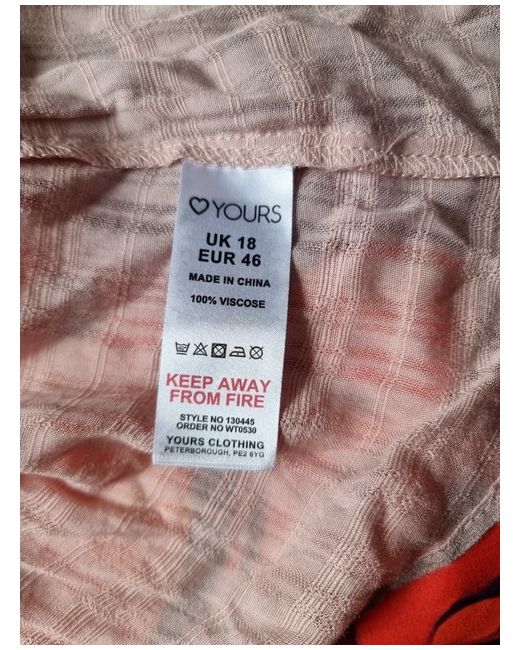 YOURS
UK 18
EUR 46
MADE IN CHINA
100% VISCOSE
KEEP AWAY
FROM FIRE
STYLE NO 130445
ORDER NO WT0530
YOURS CLOTHING
PETERBOROUGH, PE2 6YG